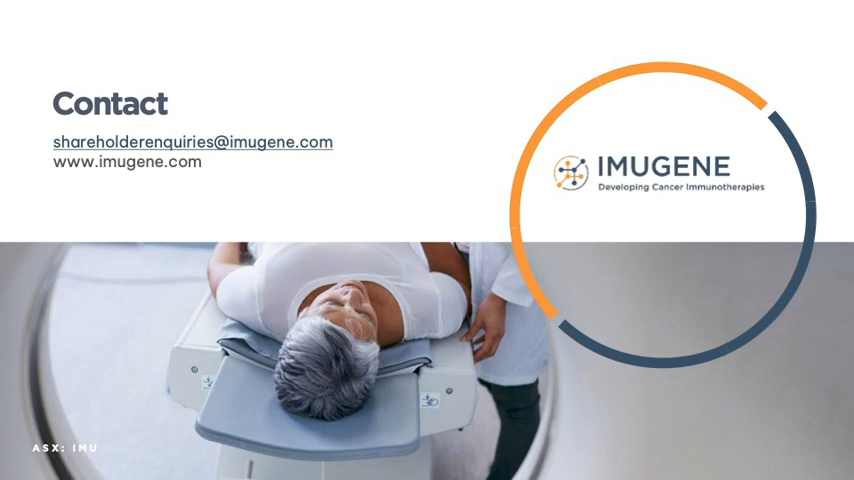 Contact
shareholderenquiries@imugene.com
www.imugene.com
IMUGENE
Developing Cancer Immunotherapies
ASX: IMU